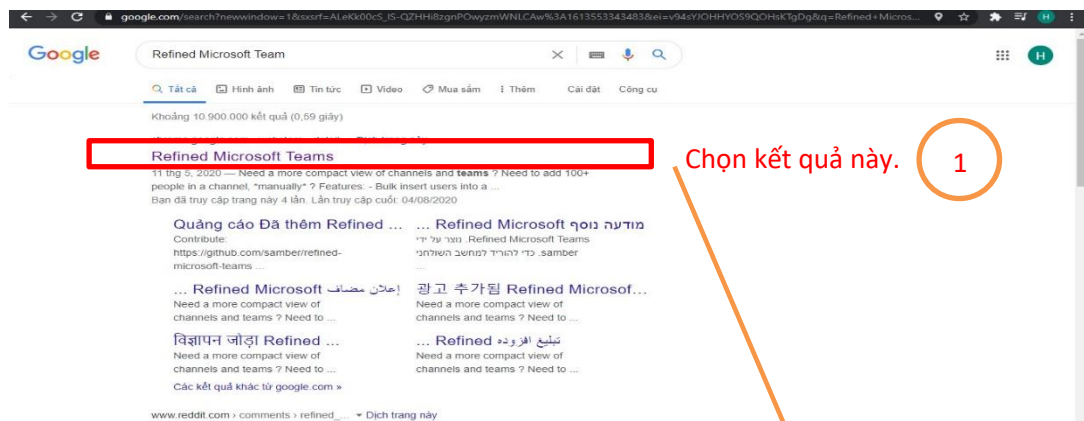 google.com/search?newwindow=1&sxsrf=ALeKk00cS_IS-QZHHi8zgnPOwyzmWNLCAw%3A1613553343483&ei=v94sYJOHHYOS9QOHsKTgDg&q=Refined+Micros...
H
Google
Refined Microsoft Team
H
Tất cả Hình ảnh Tin tức Video Mua sắm Thêm Cài đặt Công cụ
Khoảng 10.900.000 kết quả (0,59 giây)
Refined Microsoft Teams
Chọn kết quả này. 1
11 thg 5, 2020 — Need a more compact view of channels and teams ? Need to add 100+
people in a channel, *manually* ? Features: - Bulk insert users into a ...
Bạn đã truy cập trang này 4 lần. Lần truy cập cuối: 04/08/2020
Quảng cáo Đã thêm Refined ...
Contribute:
https://github.com/samber/refined-
microsoft-teams ...
מודעה נוסף Refined Microsoft ...
Refined Microsoft Teams. נוצר על ידי
samber. כדי להוריד למחשב השולחני
...
إعلان مضاف Refined Microsoft ...
Need a more compact view of
channels and teams ? Need to ...
광고 추가됨 Refined Microsof...
Need a more compact view of
channels and teams ? Need to ...
विज्ञापन जोड़ा Refined ...
Need a more compact view of
channels and teams ? Need to ...
تبلیغ افزوده Refined ...
Need a more compact view of
channels and teams ? Need to ...
Các kết quả khác từ google.com »
www.reddit.com › comments › refined_... Dịch trang này